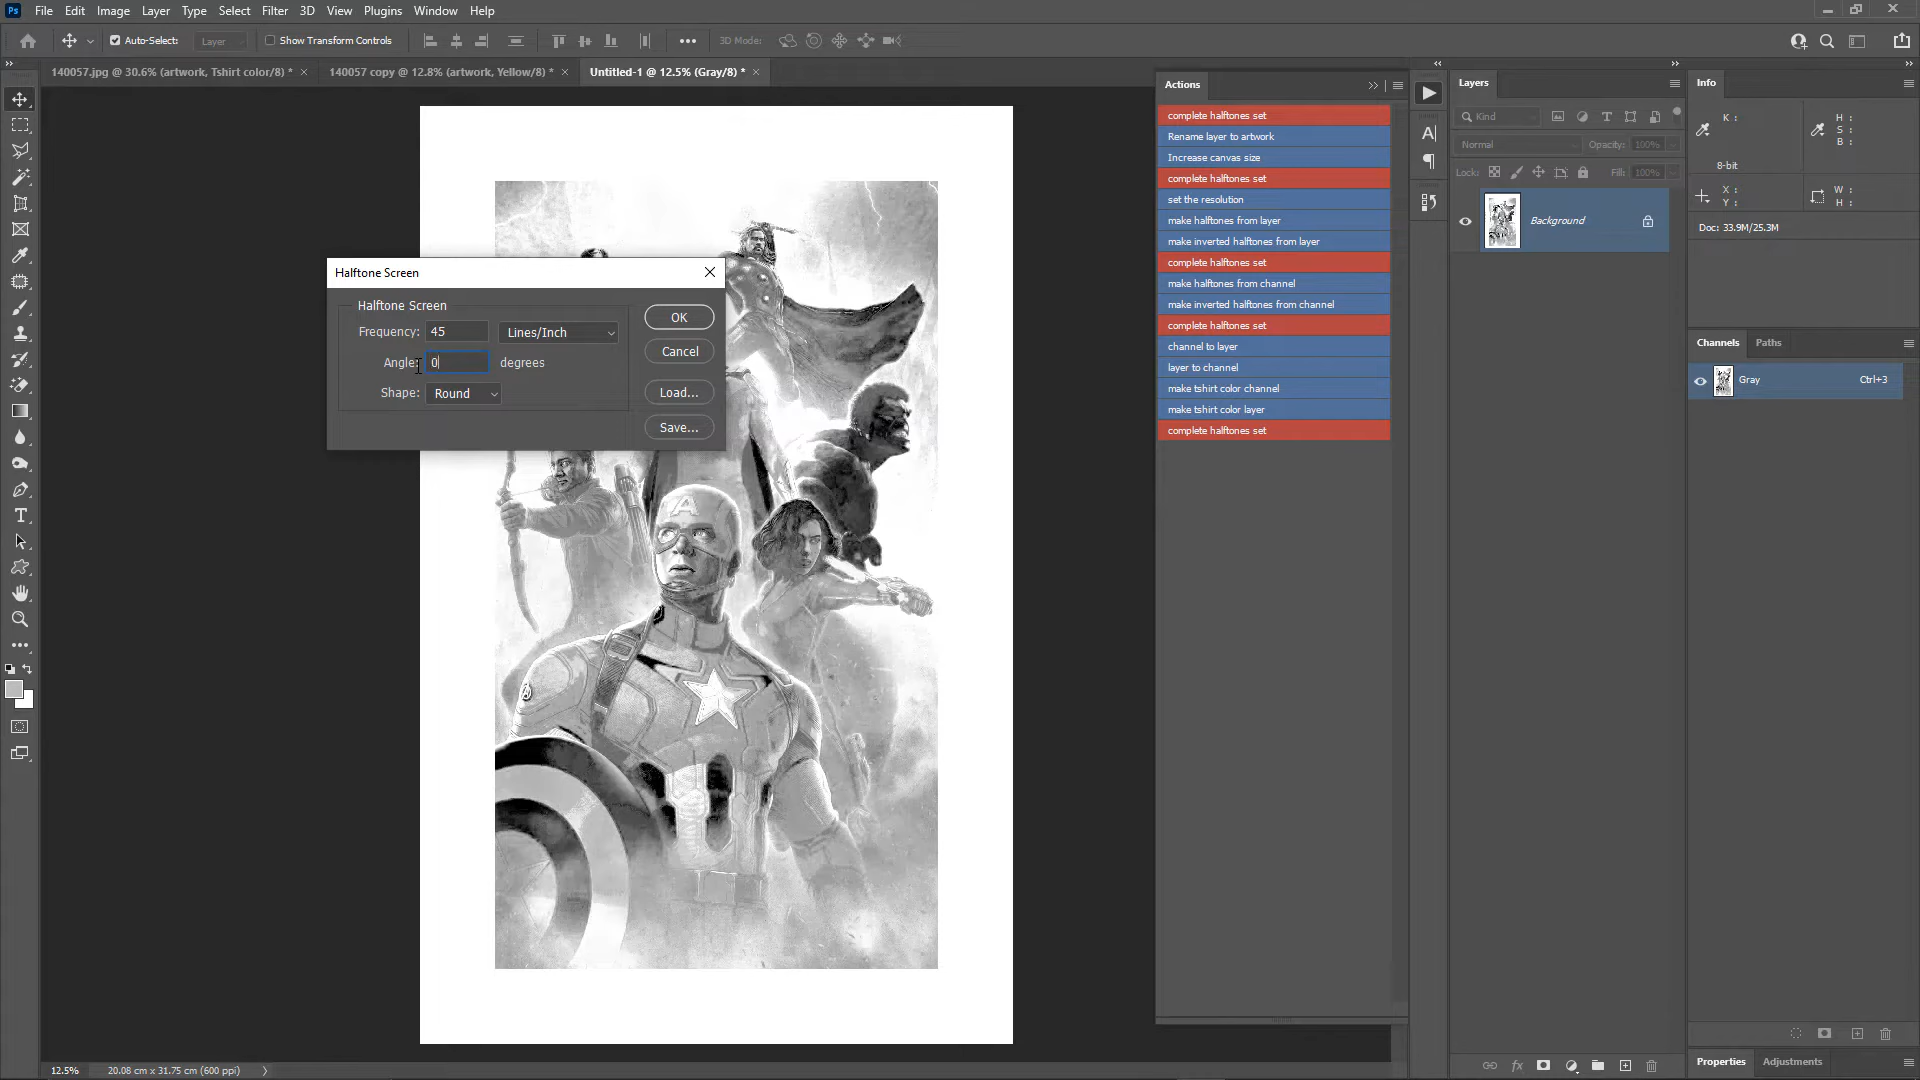 Ps File Edit Image Layer Type Select Filter 3D View Plugins Window Help
Auto-Select: Layer Show Transform Controls 3D Mode:
140057.jpg @ 30.6% (artwork, Tshirt color/8) * × 140057 copy @ 12.8% (artwork, Yellow/8) * × Untitled-1 @ 12.5% (Gray/8) * ×
Halftone Screen
Halftone Screen
Frequency: 45 Lines/Inch
Angle: 0 degrees
Shape: Round
OK
Cancel
Load...
Save...
A
Actions
complete halftones set
Rename layer to artwork
Increase canvas size
complete halftones set
set the resolution
make halftones from layer
make inverted halftones from layer
complete halftones set
make halftones from channel
make inverted halftones from channel
complete halftones set
channel to layer
layer to channel
make tshirt color channel
make tshirt color layer
complete halftones set
Layers
Kind
Normal Opacity: 100%
Lock: Fill: 100%
Background
Info
K :
8-bit
H :
S :
B :
X :
Y :
W :
H :
Doc: 33.9M/25.3M
Channels Paths
Gray Ctrl+3
Properties Adjustments
12.5% 20.08 cm x 31.75 cm (600 ppi)